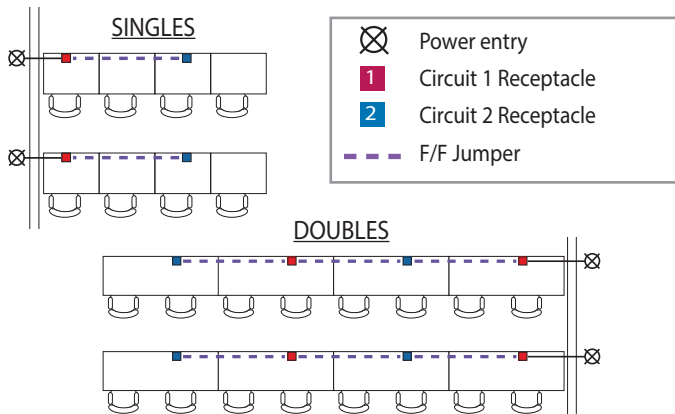 SINGLES
Power entry
1 Circuit 1 Receptacle
2 Circuit 2 Receptacle
F/F Jumper
DOUBLES